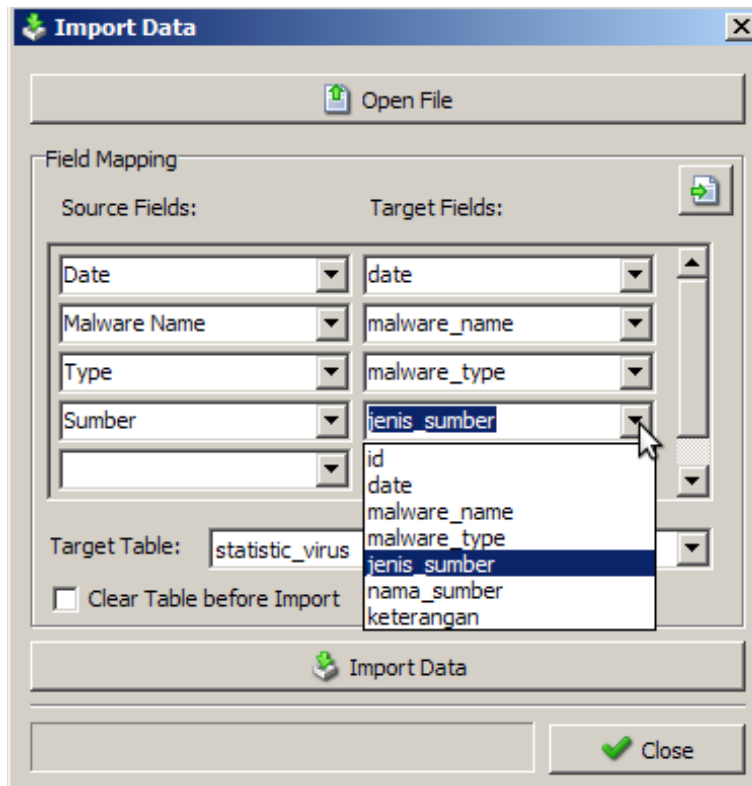 Import Data
Open File
Field Mapping
Source Fields: Target Fields:
Date date
Malware Name malware_name
Type malware_type
Sumber jenis_sumber
id
date
malware_name
malware_type
jenis_sumber
nama_sumber
keterangan
Target Table: statistic_virus
Clear Table before Import
Import Data
Close